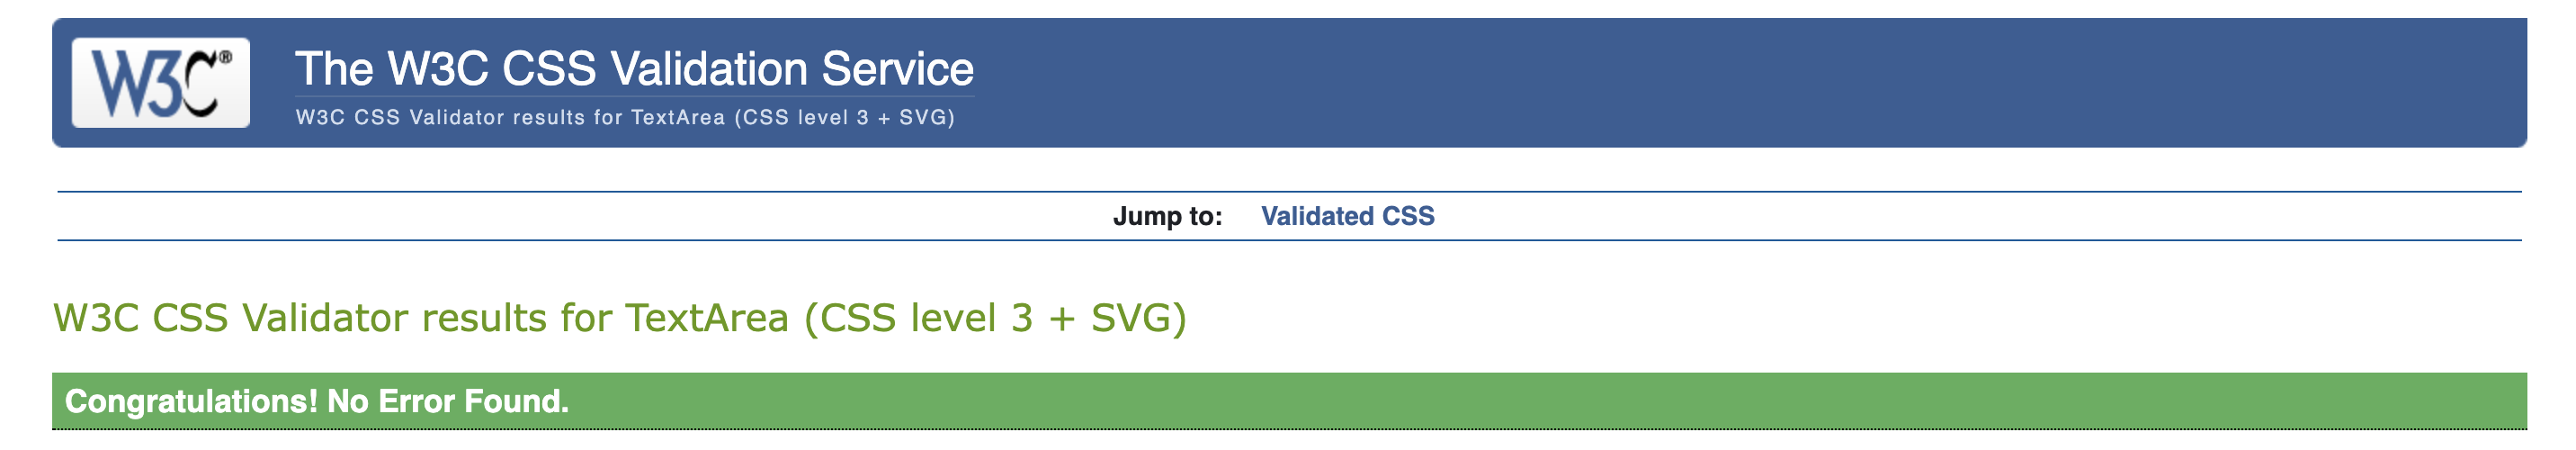 W3C®
The W3C CSS Validation Service
W3C CSS Validator results for TextArea (CSS level 3 + SVG)
Jump to: Validated CSS
W3C CSS Validator results for TextArea (CSS level 3 + SVG)
Congratulations! No Error Found.